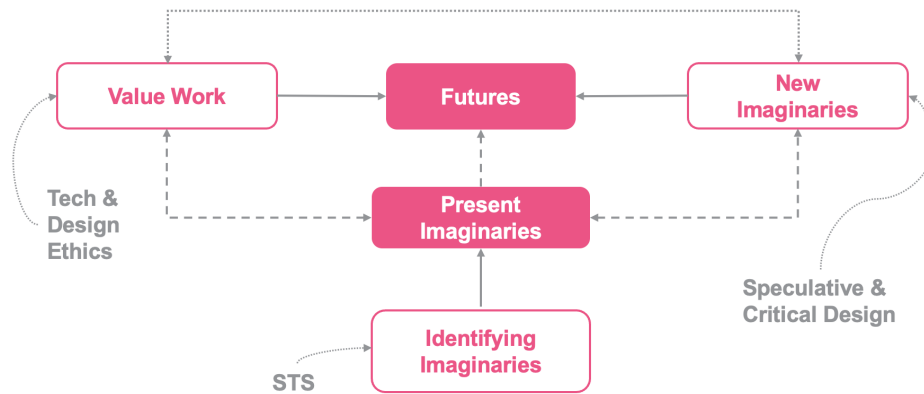 Value Work
Futures
New
Imaginaries
Tech &
Design
Ethics
Present
Imaginaries
Speculative &
Critical Design
Identifying
Imaginaries
STS